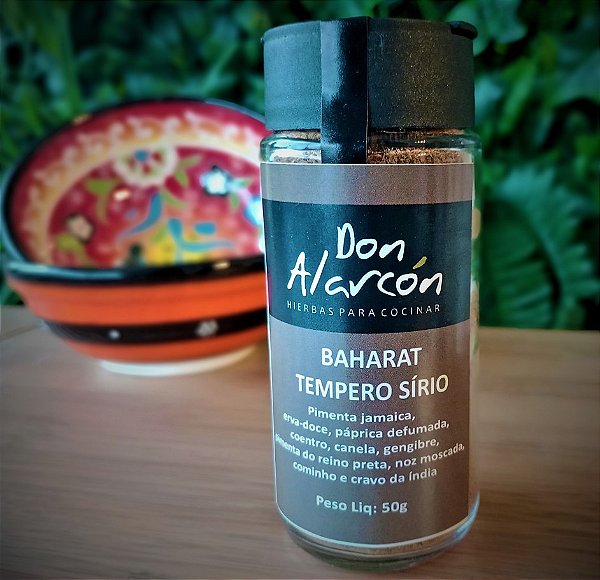 Don
Alarcón
HIERBAS PARA COCINAR
BAHARAT
TEMPERO SÍRIO
Pimenta jamaica,
erva-doce, páprica defumada,
coentro, canela, gengibre,
pimenta do reino preta, noz moscada,
cominho e cravo da índia
Peso Liq: 50g